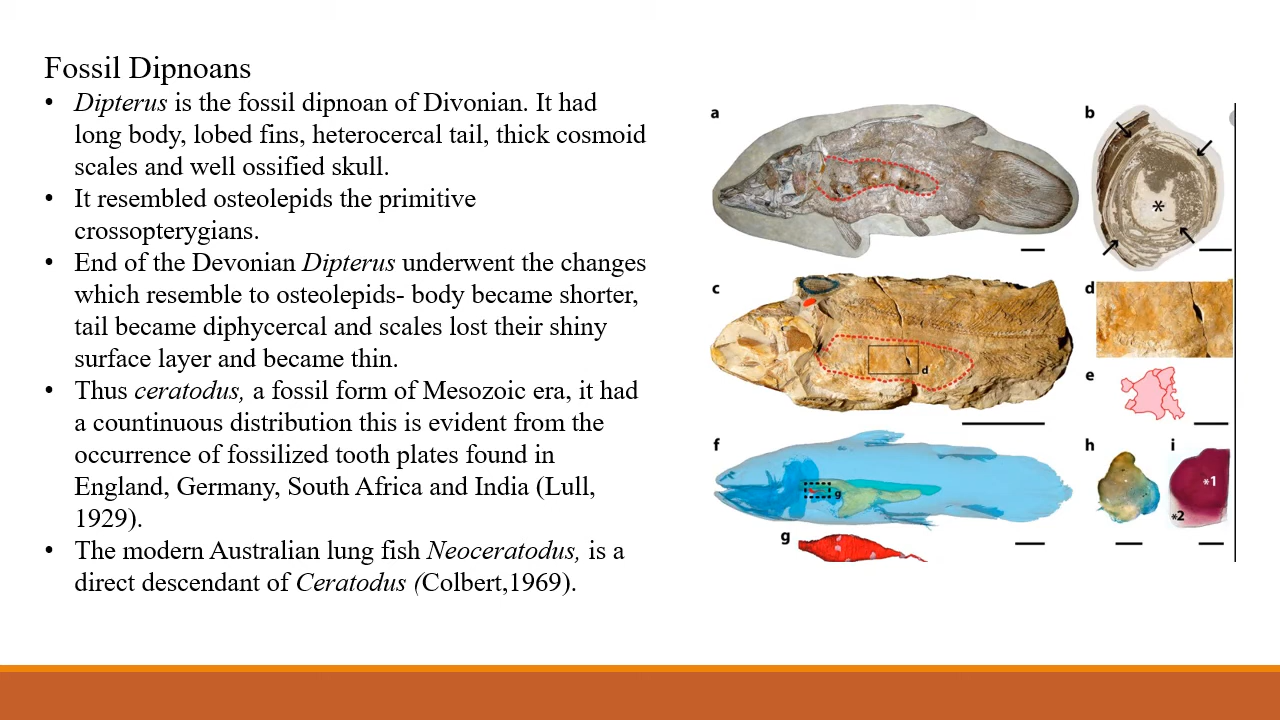 Fossil Dipnoans
• Dipterus is the fossil dipnoan of Divonian. It had
long body, lobed fins, heterocercal tail, thick cosmoid
scales and well ossified skull.
• It resembled osteolepids the primitive
crossopterygians.
• End of the Devonian Dipterus underwent the changes
which resemble to osteolepids- body became shorter,
tail became diphycercal and scales lost their shiny
surface layer and became thin.
• Thus ceratodus, a fossil form of Mesozoic era, it had
a countinuous distribution this is evident from the
occurrence of fossilized tooth plates found in
England, Germany, South Africa and India (Lull,
1929).
• The modern Australian lung fish Neoceratodus, is a
direct descendant of Ceratodus (Colbert,1969).
a
b
*
c
d
d
e
f
g
g
h
i
*1
*2